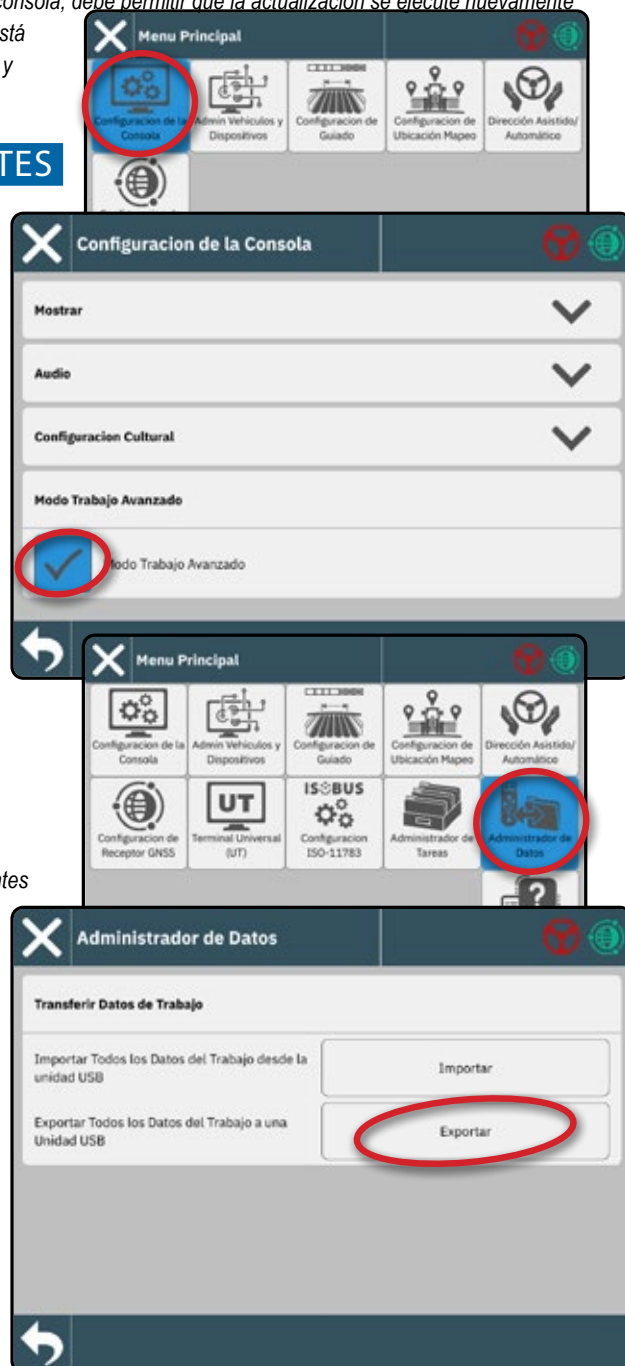 consola, debe permitir que la actualización se ejecute nuevamente
stá
y
TES
Menu Principal
Configuracion de la
Consola
Admin Vehiculos y
Dispositivos
Configuracion de
Guiado
Configuracion de
Ubicación Mapeo
Dirección Asistido/
Automático
Configuracion de la Consola
Mostrar
Audio
Configuracion Cultural
Modo Trabajo Avanzado
Modo Trabajo Avanzado
Menu Principal
Configuracion de la
Consola
Admin Vehiculos y
Dispositivos
Configuracion de
Guiado
Configuracion de
Ubicación Mapeo
Dirección Asistido/
Automático
Configuracion de
Receptor GNSS
UT
Terminal Universal
(UT)
ISOBUS
Configuracion
ISO-11783
Administrador de
Tareas
Administrador de
Datos
?
ntes
Administrador de Datos
Transferir Datos de Trabajo
Importar Todos los Datos del Trabajo desde la
unidad USB
Importar
Exportar Todos los Datos del Trabajo a una
Unidad USB
Exportar